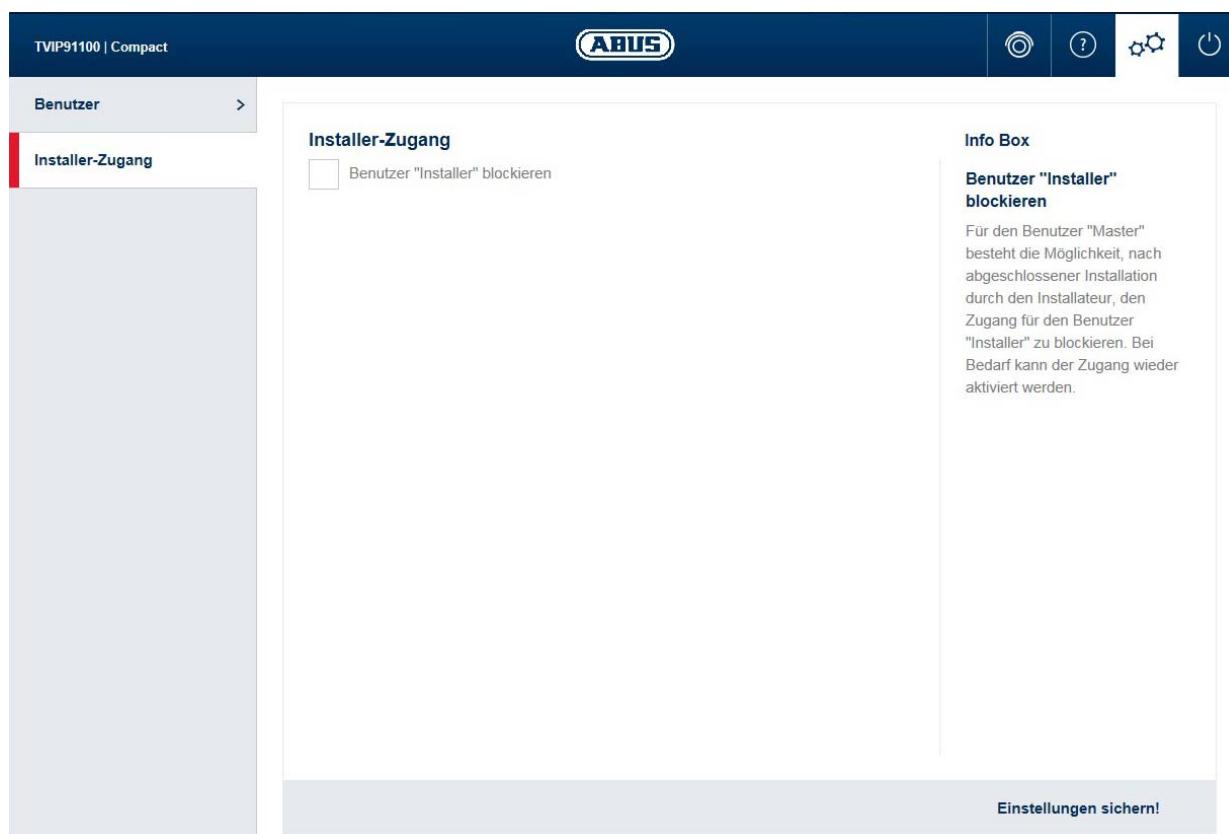 TVIP91100 | Compact
ABUS
?
Benutzer >
Installer-Zugang
Installer-Zugang
Benutzer "Installer" blockieren
Info Box
Benutzer "Installer"
blockieren
Für den Benutzer "Master"
besteht die Möglichkeit, nach
abgeschlossener Installation
durch den Installateur, den
Zugang für den Benutzer
"Installer" zu blockieren. Bei
Bedarf kann der Zugang wieder
aktiviert werden.
Einstellungen sichern!